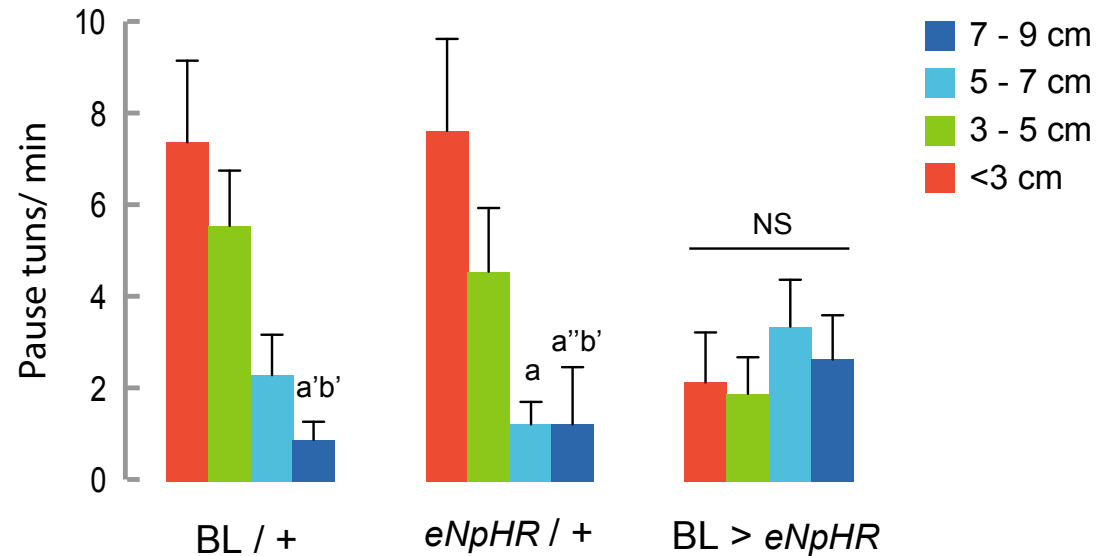 10
8
6
4
2
0
Pause tuns/ min
a'b'
a
a''b'
NS
BL / +
eNpHR / +
BL > eNpHR
7 - 9 cm
5 - 7 cm
3 - 5 cm
<3 cm